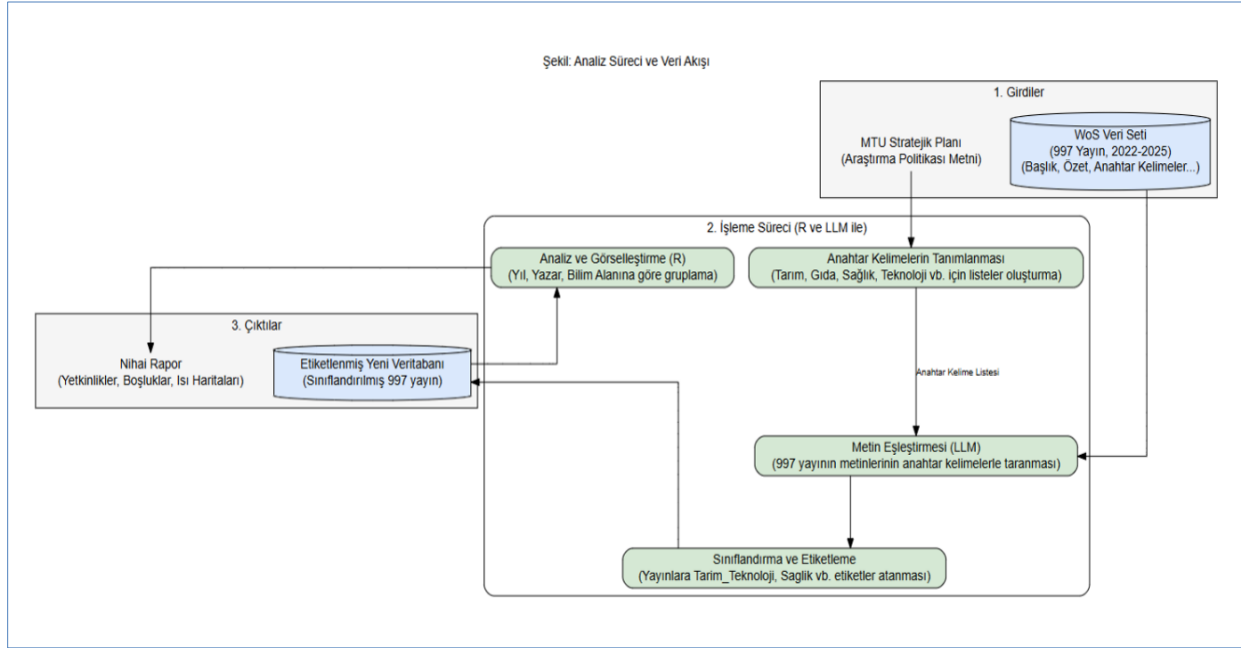 Şekil: Analiz Süreci ve Veri Akışı
1. Girdiler
MTU Stratejik Planı
(Araştırma Politikası Metni)
WoS Veri Seti
(997 Yayın, 2022-2025)
(Başlık, Özet, Anahtar Kelimeler...)
2. İşleme Süreci (R ve LLM ile)
Analiz ve Görselleştirme (R)
(Yıl, Yazar, Bilim Alanına göre gruplama)
Anahtar Kelimelerin Tanımlanması
(Tarım, Gıda, Sağlık, Teknoloji vb. için listeler oluşturma)
3. Çıktılar
Nihai Rapor
(Yetkinlikler, Boşluklar, Isı Haritaları)
Etiketlenmiş Yeni Veritabanı
(Sınıflandırılmış 997 yayın)
Anahtar Kelime Listesi
Metin Eşleştirmesi (LLM)
(997 yayının metinlerinin anahtar kelimelerle taranması)
Sınıflandırma ve Etiketleme
(Yayınlara Tarim_Teknoloji, Saglik vb. etiketler atanması)